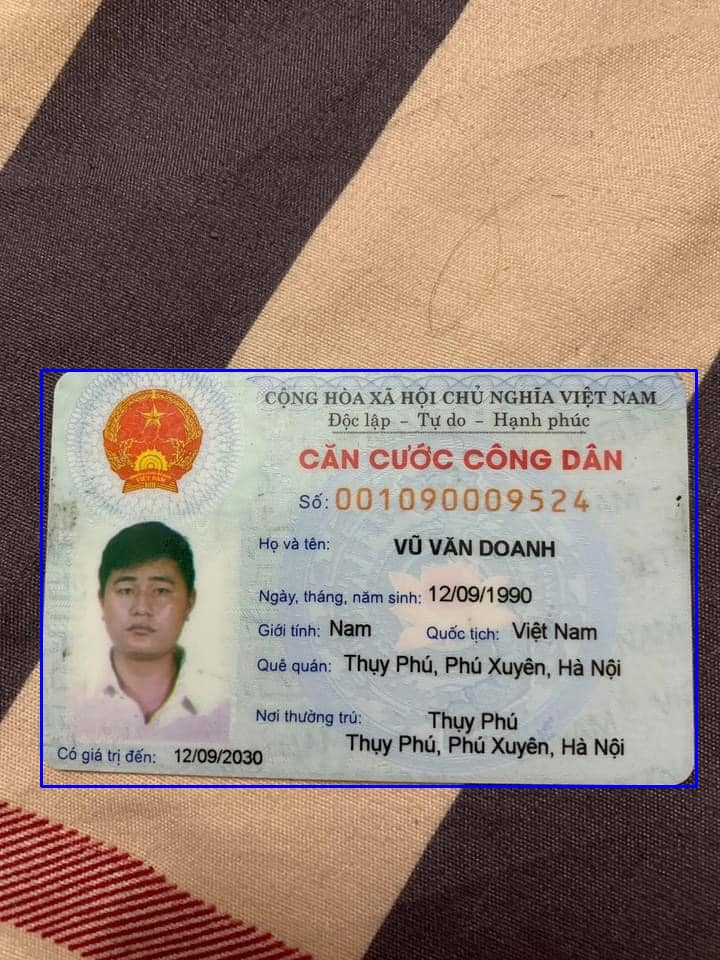 CỘNG HÒA XÃ HỘI CHỦ NGHĨA VIỆT NAM
Độc lập - Tự do - Hạnh phúc
CĂN CƯỚC CÔNG DÂN
VIỆT NAM
Số: 001090009524
Họ và tên: VŨ VĂN DOANH
Ngày, tháng, năm sinh: 12/09/1990
Giới tính: Nam Quốc tịch: Việt Nam
Quê quán: Thụy Phú, Phú Xuyên, Hà Nội
Nơi thường trú: Thụy Phú
Thụy Phú, Phú Xuyên, Hà Nội
Có giá trị đến: 12/09/2030